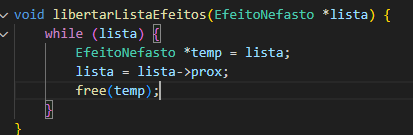 void libertarListaEfeitos(EfeitoNefasto *lista) {
    while (lista) {
        EfeitoNefasto *temp = lista;
        lista = lista->prox;
        free(temp);
    }
}